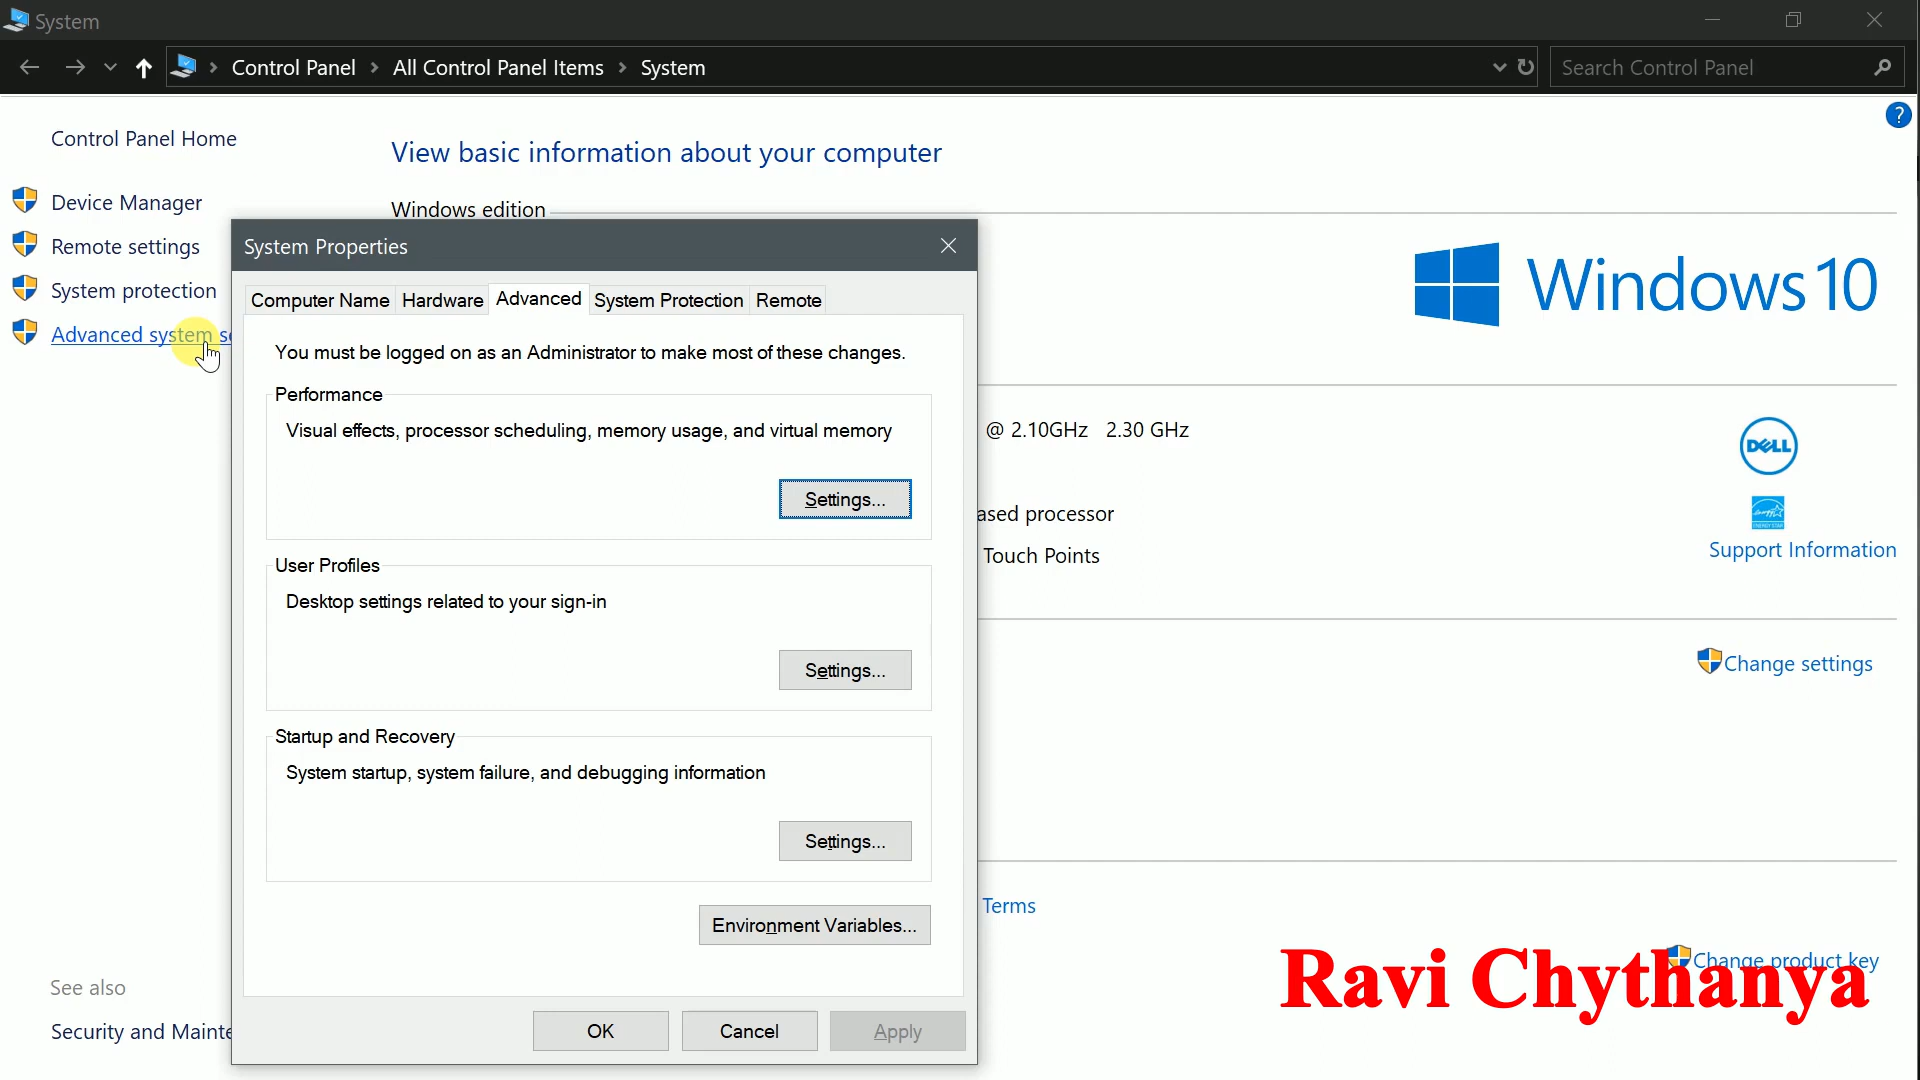 System
Control Panel > All Control Panel Items > System
Search Control Panel
?
Control Panel Home
View basic information about your computer
Device Manager
Windows edition
Remote settings
System protection
Advanced system se
System Properties
Computer Name
Hardware
Advanced
System Protection
Remote
You must be logged on as an Administrator to make most of these changes.
Performance
Visual effects, processor scheduling, memory usage, and virtual memory
Settings...
User Profiles
Desktop settings related to your sign-in
Settings...
Startup and Recovery
System startup, system failure, and debugging information
Settings...
Environment Variables...
OK
Cancel
Apply
Windows 10
@ 2.10GHz 2.30 GHz
DELL
ased processor
ENERGY STAR
Touch Points
Support Information
Change settings
Terms
Change product key
Ravi Chythanya
See also
Security and Mainte